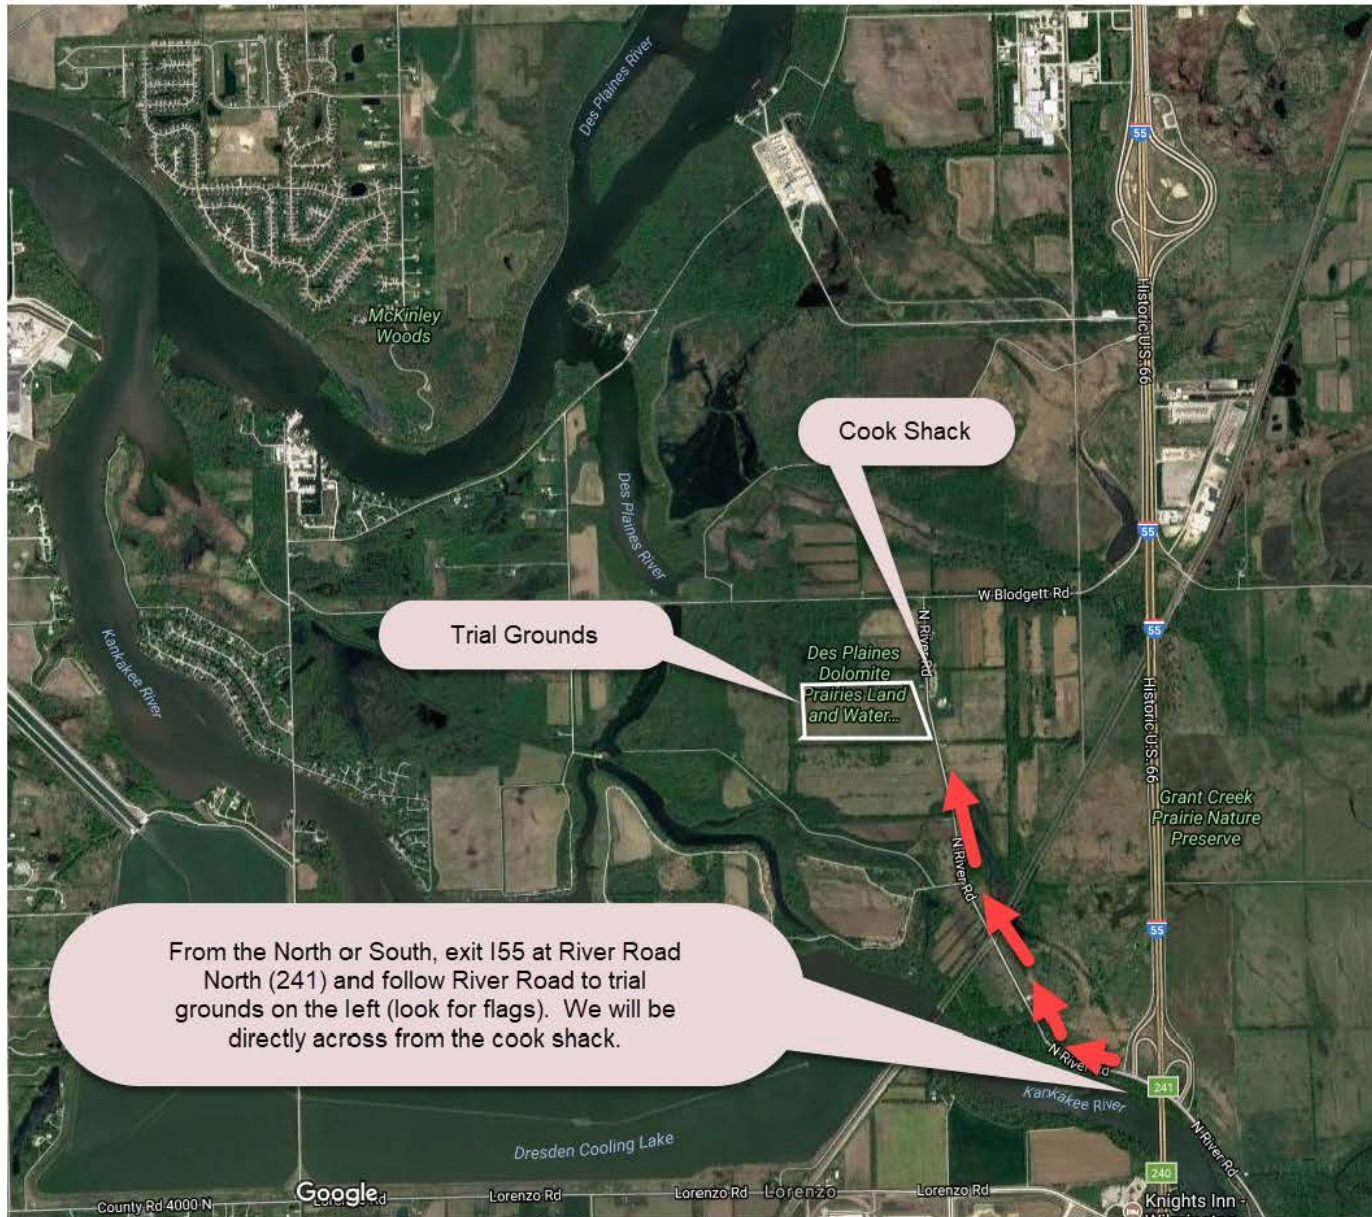 Des Plaines River
55
McKinley
Woods
Historic U.S. 66
Cook Shack
Des Plaines River
55
W Blodgett Rd
N River Rd
Trial Grounds
55
Kankakee River
Des Plaines
Dolomite
Prairies Land
and Water...
Historic U.S. 66
Grant Creek
Prairie Nature
Preserve
N River Rd
55
From the North or South, exit I55 at River Road
North (241) and follow River Road to trial
grounds on the left (look for flags).  We will be
directly across from the cook shack.
N River Rd
241
Kankakee River
N River Rd
Dresden Cooling Lake
240
County Rd 4000 N
Google
Lorenzo Rd
Lorenzo Rd
Lorenzo Rd
Lorenzo
Lorenzo Rd
Knights Inn -